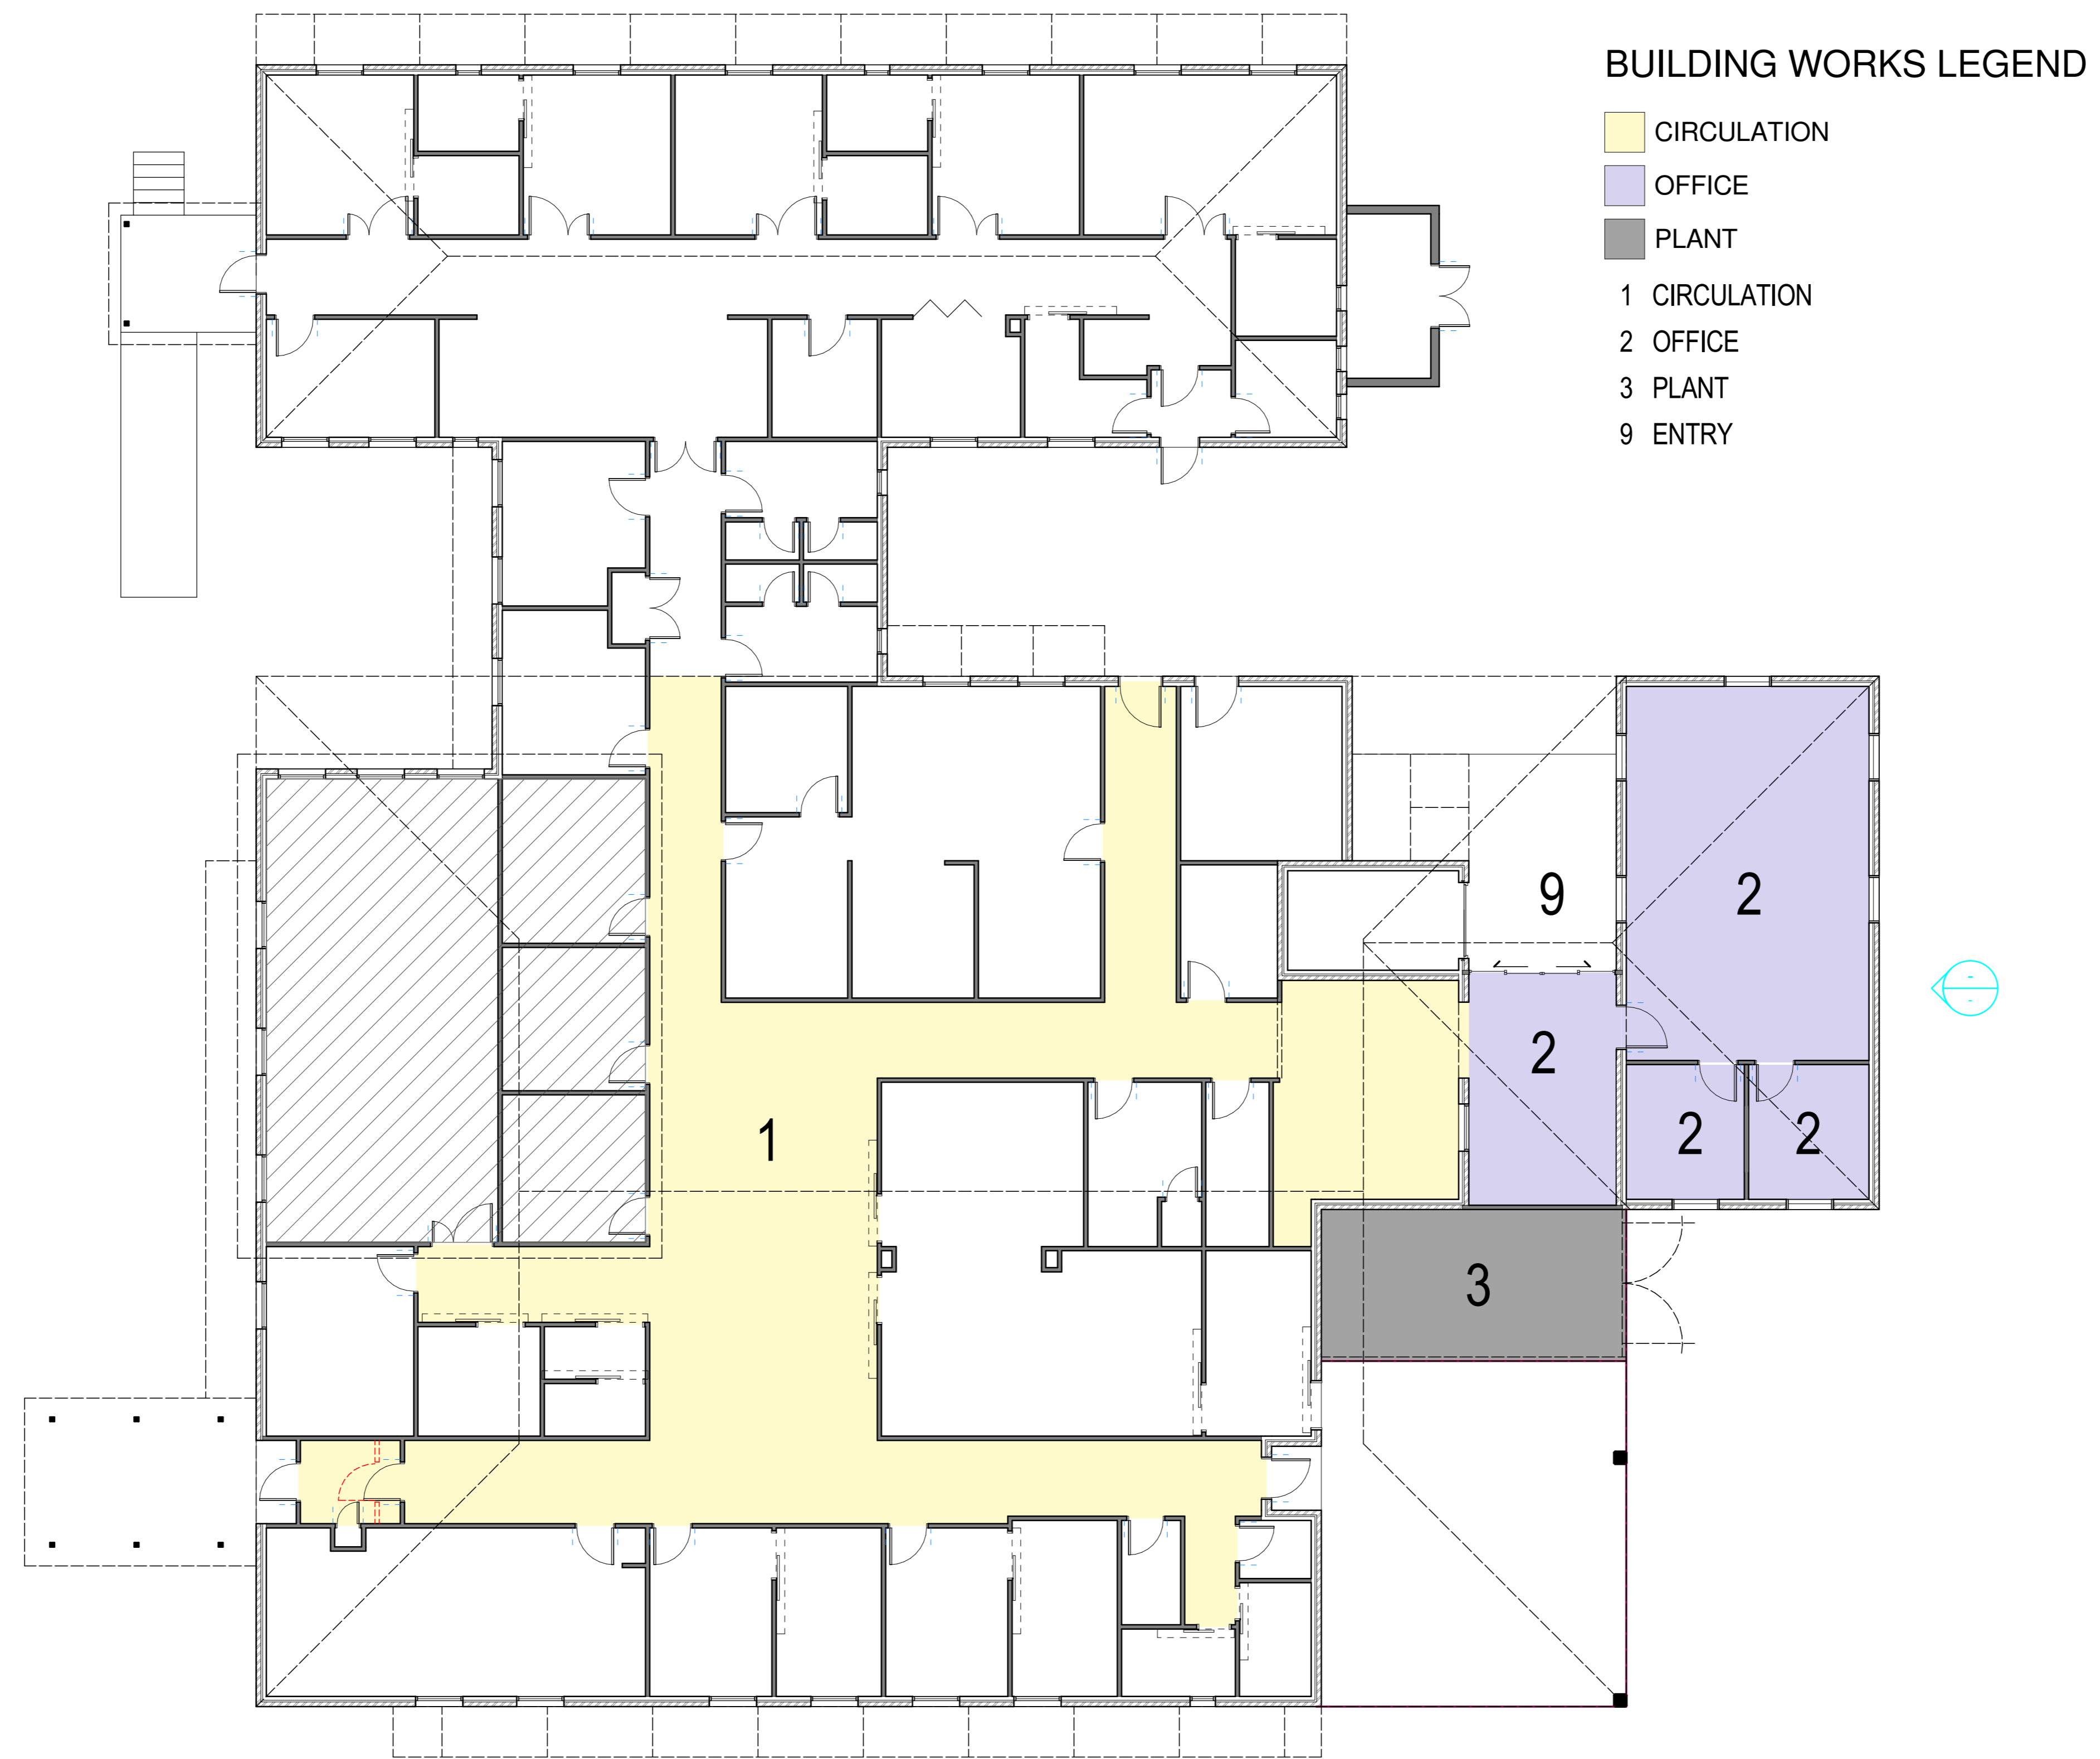 BUILDING WORKS LEGEND
CIRCULATION
OFFICE
PLANT
1 CIRCULATION
2 OFFICE
3 PLANT
9 ENTRY
9
2
2
1
2
2
3